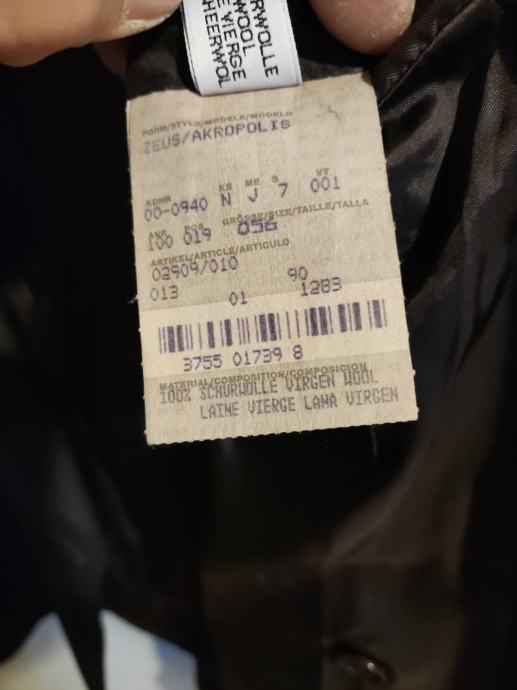 RWOLLE
WOOL
E VIERGE
HEERWOL
FORM/STYLE/MODELE/MODELO
ZEUS/AKROPOLIS
KDNR KE ME S VT
00-0940 N J 7 001
ANR POS GRÖSSE/SIZE/TAILLE/TALLA
100 019 056
ARTIKEL/ARTICLE/ARTICULO
02909/010 90
013 01 1283
3755 01739 8
MATERIAL/COMPOSITION/COMPOSICION
100% SCHURWOLLE VIRGEN WOOL
LAINE VIERGE LANA VIRGEN